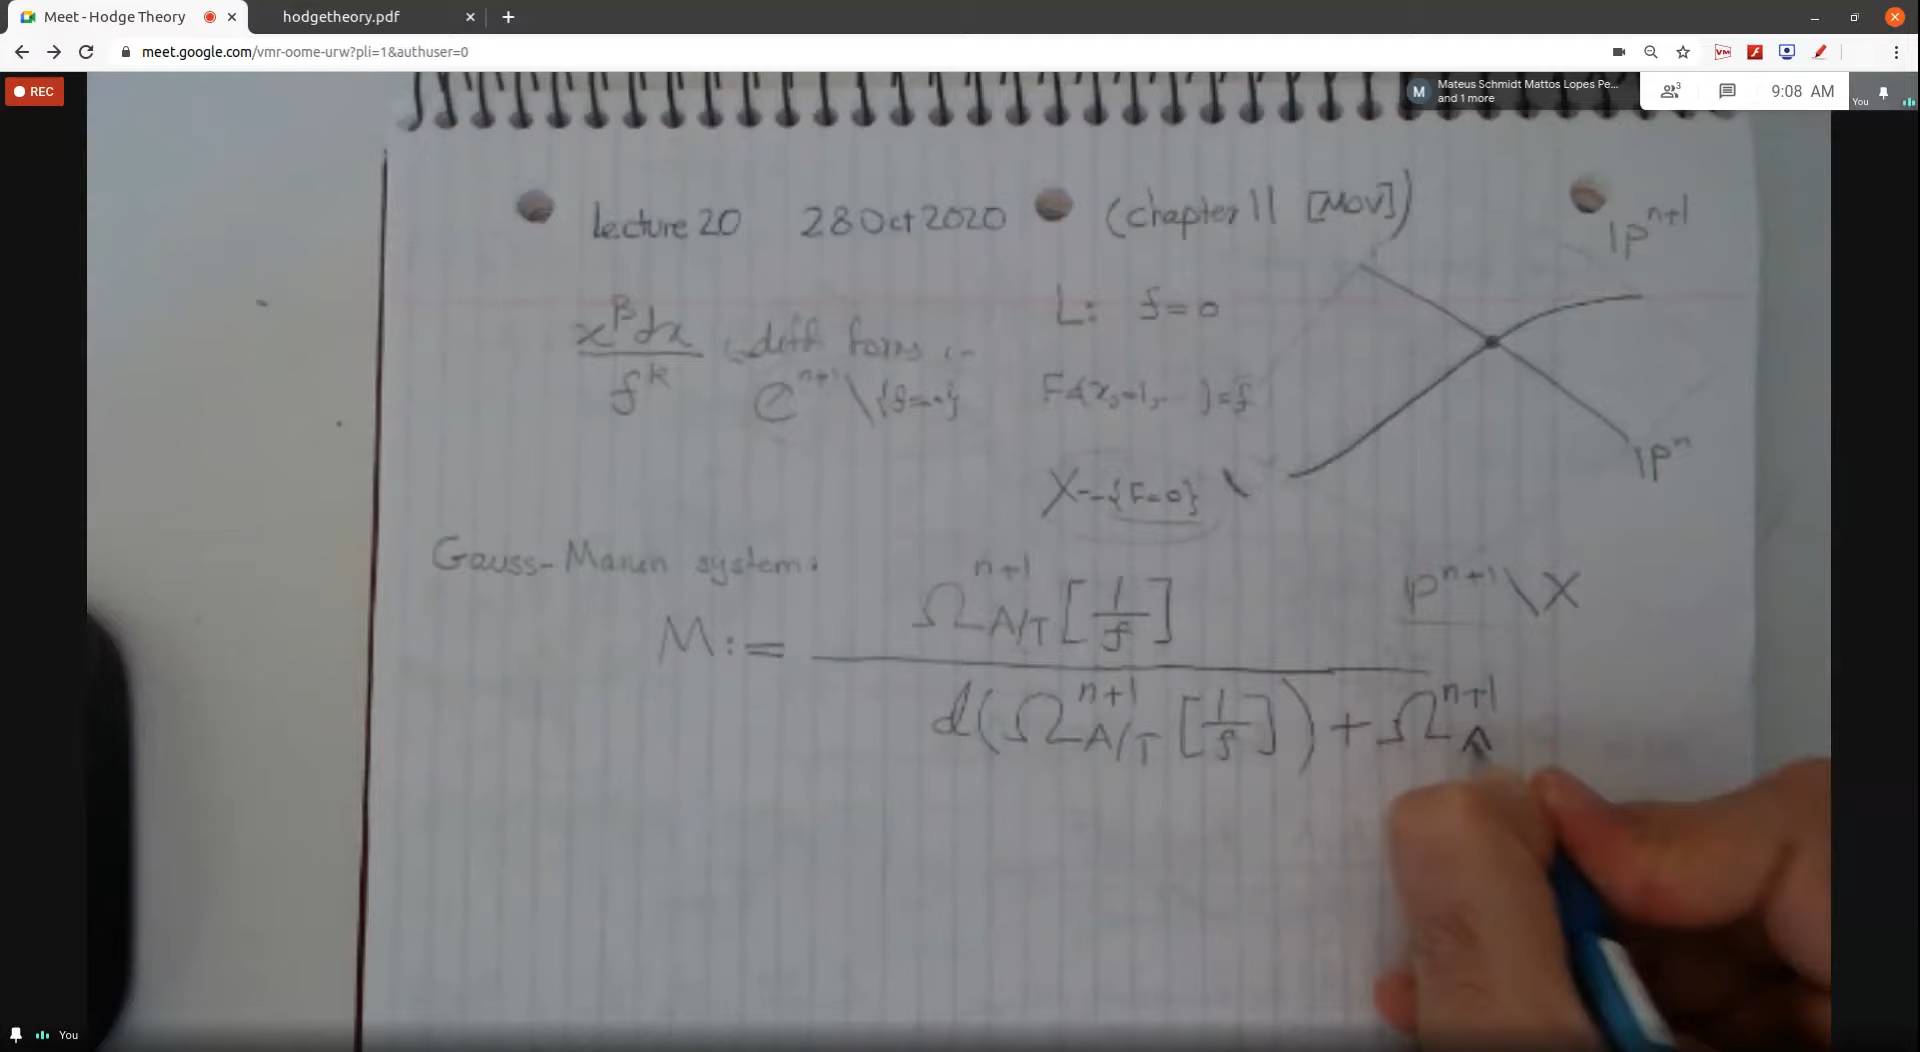 Meet - Hodge Theory
hodgetheory.pdf
meet.google.com/vmr-oome-urw?pli=1&authuser=0
REC
M Mateus Schmidt Mattos Lopes Pe...
and 1 more
3
9:08 AM
You
lecture 20 28 Oct 2020 (chapter 11 [MOV])
ℙ^{n+1}
x^β dx / f^k diff forms
ℂ^{n+1} \ {f=0}
L: f=0
=f
X--{F=0} \
ℙ^n
Gauss-Manin system:
M := Ω^{n+1}_{A/T} [1/f]
d(Ω^{n+1}_{A/T} [1/f]) + Ω^{n+1}_A
ℙ^{n+1} \ X
You